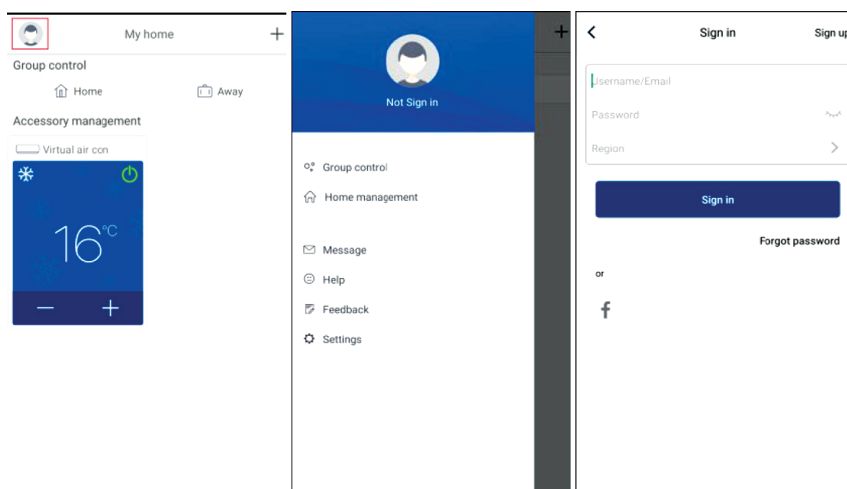 My home
Group control
Home
Away
Accessory management
Virtual air ccn
16°C
Not Sign in
Group control
Home management
Message
Help
Feedback
Settings
Sign in
Sign up
Username/Email
Password
Region
Sign in
Forgot password
or